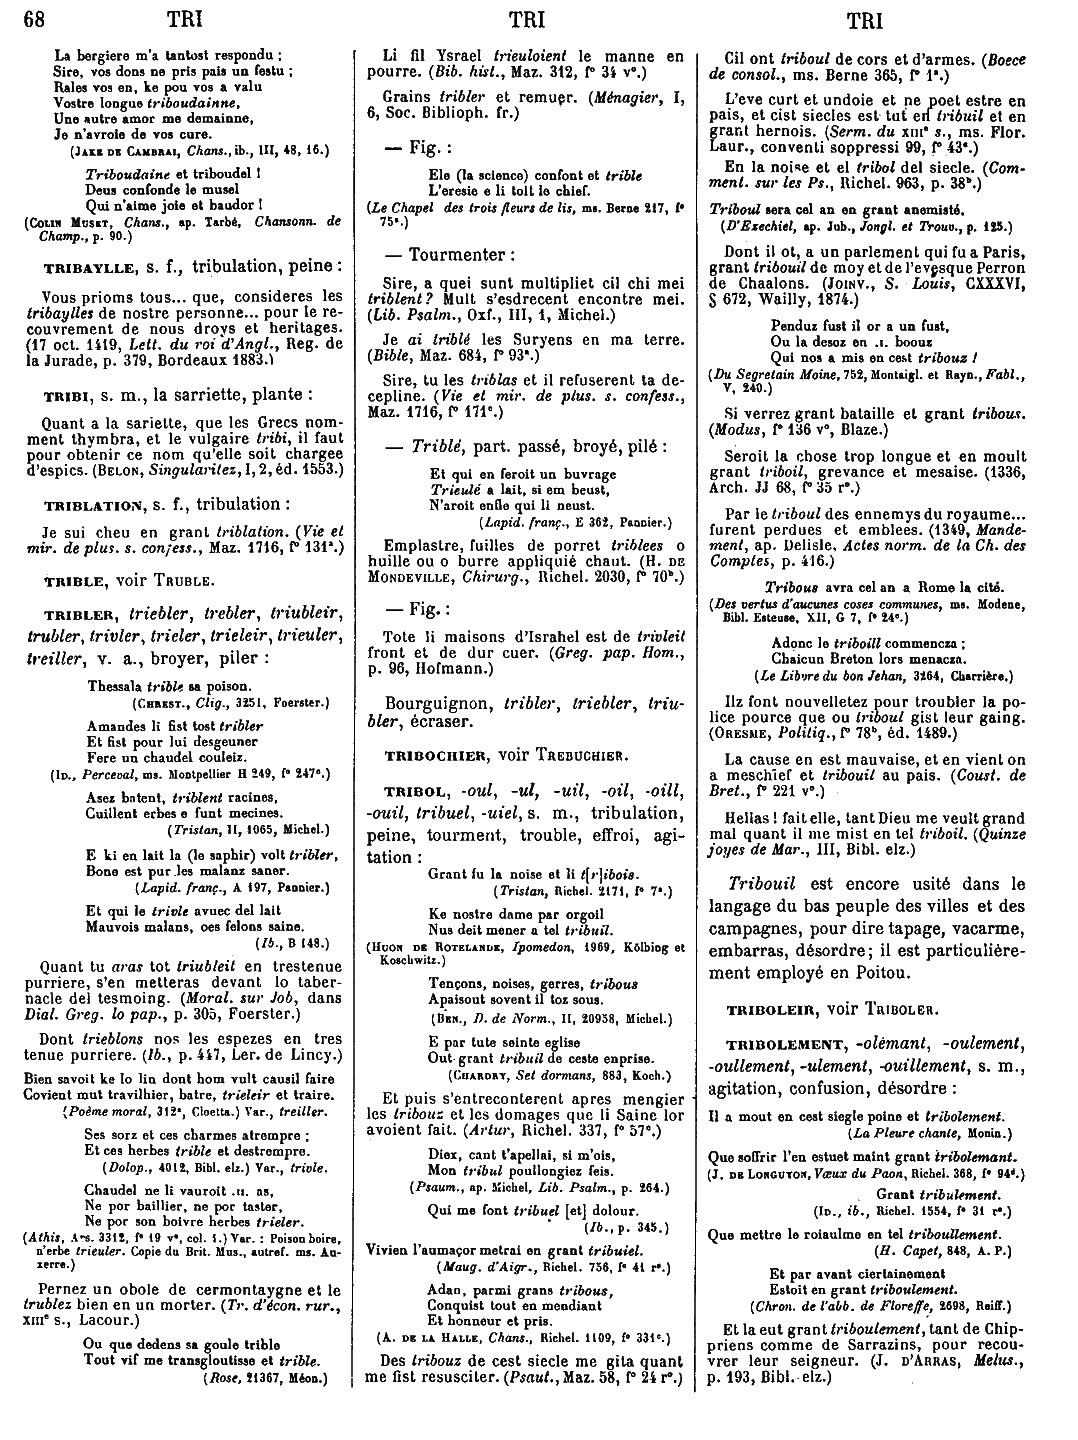 68 TRI TRI TRI
La bergiere m'a tantost respondu :
Sire, vos dons ne pris pais un festu ;
Rales vos en, ke pou vos a valu
Vostre longue triboudainne,
Une autre amor me demainne,
Je n'avroie de vos cure.
(JAKE DE CAMBRAI, Chans., ib., III, 48, 16.)
Triboudaine et triboudel !
Deus confonde le musel
Qui n'aime joie et baudor !
(COLIN MUSET, Chans., ap. Tarbé, Chansonn. de
Champ., p. 90.)
TRIBAYLLE, s. f., tribulation, peine :
Vous prioms tous... que, consideres les
tribaylles de nostre personne... pour le re-
couvrement de nous droys et heritages.
(17 oct. 1419, Lett. du roi d'Angl., Reg. de
la Jurade, p. 379, Bordeaux 1883.)
TRIBI, s. m., la sarriette, plante :
Quant a la sariette, que les Grecs nom-
ment thymbra, et le vulgaire tribi, il faut
pour obtenir ce nom qu'elle soit chargee
d'espics. (BELON, Singularitez, I, 2, éd. 1553.)
TRIBLATION, s. f., tribulation :
Je sui cheu en grant triblation. (Vie et
mir. de plus. s. confess., Maz. 1716, f° 131ª.)
TRIBLE, voir TRUBLE.
TRIBLER, triebler, trebler, triubleir,
trubler, trivler, trieler, trieleir, trieuler,
treiller, v. a., broyer, piler :
Thessala trible sa poison.
(CHREST., Clig., 3251, Foerster.)
Amandes li fist tost tribler
Et fist pour lui desgeuner
Fere un chaudel couleiz.
(ID., Perceval, ms. Montpellier H 249, f° 247ᵉ.)
Asez batent, triblent racines,
Cuillent erbes e funt mecines.
(Tristan, II, 1065, Michel.)
E ki en lait la (le saphir) volt tribler,
Bone est pur les malanz saner.
(Lapid. franç., A 197, Pannier.)
Et qui le trivle avuec del lait
Mauvois malans, oes felons saine.
(Ib., B 148.)
Quant tu aras tot triubleit en trestenue
purriere, s'en metteras devant lo taber-
nacle del tesmoing. (Moral. sur Job, dans
Dial. Greg. lo pap., p. 305, Foerster.)
Dont trieblons nos les espezes en tres
tenue purriere. (Ib., p. 447, Ler. de Lincy.)
Bien savoit ke lo lin dont hom vult causil faire
Covient mut travilhier, batre, trieleir et traire.
(Poème moral, 312ª, Cloetta.) Var., treiller.
Ses sorz et ces charmes atrempre ;
Et ces herbes trible et destrempre.
(Dolop., 4012, Bibl. elz.) Var., trivle.
Chaudel ne li vauroit .II. as,
Ne por baillier, ne por taster,
Ne por son boivre herbes trieler.
(Athis, Ars. 3312, f° 19 v°, col. 1.) Var. : Poison boire,
n'erbe trieuler. Copie du Brit. Mus., autref. ms. Au-
xerre.)
Pernez un obole de cermontaygne et le
trublez bien en un morter. (Tr. d'écon. rur.,
XIIIᵉ s., Lacour.)
Ou que dedens sa goule trible
Tout vif me transgloutisse et trible.
(Rose, 21367, Méon.)
Li fil Ysrael trieuloient le manne en
pourre. (Bib. hist., Maz. 312, f° 34 v°.)
Grains tribler et remuer. (Ménagier, I,
6, Soc. Biblioph. fr.)
— Fig. :
Ele (la science) confont et trible
L'eresie e li tolt le chief.
(Le Chapel des trois fleurs de lis, ms. Berne 217, f°
75ª.)
— Tourmenter :
Sire, a quei sunt multipliet cil chi mei
triblent? Mult s'esdrecent encontre mei.
(Lib. Psalm., Oxf., III, 1, Michel.)
Je ai triblé les Suryens en ma terre.
(Bible, Maz. 684, f° 93ª.)
Sire, tu les triblas et il refuserent ta de-
cepline. (Vie et mir. de plus. s. confess.,
Maz. 1716, f° 171ᶜ.)
— Triblé, part. passé, broyé, pilé :
Et qui en feroit un buvrage
Trieulé a lait, si em beust,
N'aroit enfle qui li neust.
(Lapid. franç., E 362, Pannier.)
Emplastre, fuilles de porret triblees o
huille ou o burre appliquié chaut. (H. DE
MONDEVILLE, Chirurg., Richel. 2030, f° 70ᵇ.)
— Fig. :
Tote li maisons d'Israhel est de trivleit
front et de dur cuer. (Greg. pap. Hom.,
p. 96, Hofmann.)
Bourguignon, tribler, triebler, triu-
bler, écraser.
TRIBOCHIER, voir TREBUCHIER.
TRIBOL, -oul, -ul, -uil, -oil, -oill,
-ouil, tribuel, -uiel, s. m., tribulation,
peine, tourment, trouble, effroi, agi-
tation :
Grant fu la noise et li t[r]ibois.
(Tristan, Richel. 2171, f° 7ª.)
Ke nostre dame par orgoil
Nus deit mener a tel tribuil.
(HUON DE ROTELANDE, Ipomedon, 1969, Kölbing et
Koschwitz.)
Tençons, noises, gerres, tribous
Apaisout sovent il toz sous.
(BEN., D. de Norm., II, 20938, Michel.)
E par tute seinte eglise
Out grant tribuil de ceste enprise.
(CHARDRY, Set dormans, 883, Koch.)
Et puis s'entreconterent apres mengier
les tribouz et les domages que li Saine lor
avoient fait. (Artur, Richel. 337, f° 57ᶜ.)
Diex, cant t'apellai, si m'ois,
Mon tribul poullongiez feis.
(Psaum., ap. Michel, Lib. Psalm., p. 264.)
Qui me font tribuel [et] dolour.
(Ib., p. 345.)
Vivien l'aumaçor metrai en grant tribuiel.
(Maug. d'Aigr., Richel. 756, f° 41 r°.)
Adan, parmi grans tribous,
Conquist tout en mendiant
Et honneur et pris.
(A. DE LA HALLE, Chans., Richel. 1109, f° 331ᶜ.)
Des tribouz de cest siecle me gita quant
me fist resusciter. (Psaut., Maz. 58, f° 24 r°.)
Cil ont triboul de cors et d'armes. (Boece
de consol., ms. Berne 365, f° 1ª.)
L'eve curt et undoie et ne poet estre en
pais, et cist siecles est tut en tribuil et en
grant hernois. (Serm. du XIIIᵉ s., ms. Flor.
Laur., conventi soppressi 99, f° 43ᵃ.)
En la noise et el tribol del siecle. (Com-
ment. sur les Ps., Richel. 963, p. 38ᵇ.)
Triboul sera cel an en grant anemisté.
(D'Ezechiel, ap. Jub., Jongl. et Trouv., p. 125.)
Dont il ot, a un parlement qui fu a Paris,
grant tribouil de moy et de l'evesque Perron
de Chaalons. (JOINV., S. Louis, CXXXVI,
§ 672, Wailly, 1874.)
Penduz fust il or a un fust,
Ou la desoz en .I. boouz
Qui nos a mis en cest tribouz !
(Du Segretain Moine, 752, Montaigl. et Rayn., Fabl.,
V, 240.)
Si verrez grant bataille et grant tribous.
(Modus, f° 136 v°, Blaze.)
Seroit la chose trop longue et en moult
grant triboil, grevance et mesaise. (1336,
Arch. JJ 68, f° 35 r°.)
Par le triboul des ennemys du royaume...
furent perdues et emblees. (1349, Mande-
ment, ap. Delisle, Actes norm. de la Ch. des
Comptes, p. 416.)
Tribous avra cel an a Rome la cité.
(Des vertus d'aucunes coses communes, ms. Modene,
Bibl. Estense, XII, G 7, f° 24ᵉ.)
Adonc le triboill commencza ;
Chaicun Breton lors menacza.
(Le Libvre du bon Jehan, 3264, Charrière.)
Ilz font nouvelletez pour troubler la po-
lice pource que ou triboul gist leur gaing.
(ORESME, Politiq., f° 78ᵇ, éd. 1489.)
La cause en est mauvaise, et en vient on
a meschief et tribouil au pais. (Coust. de
Bret., f° 221 v°.)
Hellas ! fait elle, tant Dieu me veult grand
mal quant il me mist en tel triboil. (Quinze
joyes de Mar., III, Bibl. elz.)
Tribouil est encore usité dans le
langage du bas peuple des villes et des
campagnes, pour dire tapage, vacarme,
embarras, désordre; il est particulière-
ment employé en Poitou.
TRIBOLEIR, voir TRIBOLER.
TRIBOLEMENT, -olemant, -oulement,
-oullement, -ulement, -ouillement, s. m.,
agitation, confusion, désordre :
Il a mout en cest siegle poine et tribolement.
(La Pleure chante, Monin.)
Que soffrir l'en estuet maint grant tribolemant.
(J. DE LONGUYON, Vœux du Paon, Richel. 368, f° 94ᵈ.)
Grant tribulement.
(ID., ib., Richel. 1554, f° 31 r°.)
Que mettre le roiaulme en tel triboullement.
(H. Capet, 848, A. P.)
Et par avant ciertainement
Estoit en grant triboulement.
(Chron. de l'abb. de Floreffe, 2698, Reiff.)
Et la eut grant triboulement, tant de Chip-
priens comme de Sarrazins, pour recou-
vrer leur seigneur. (J. D'ARRAS, Melus.,
p. 193, Bibl. elz.)